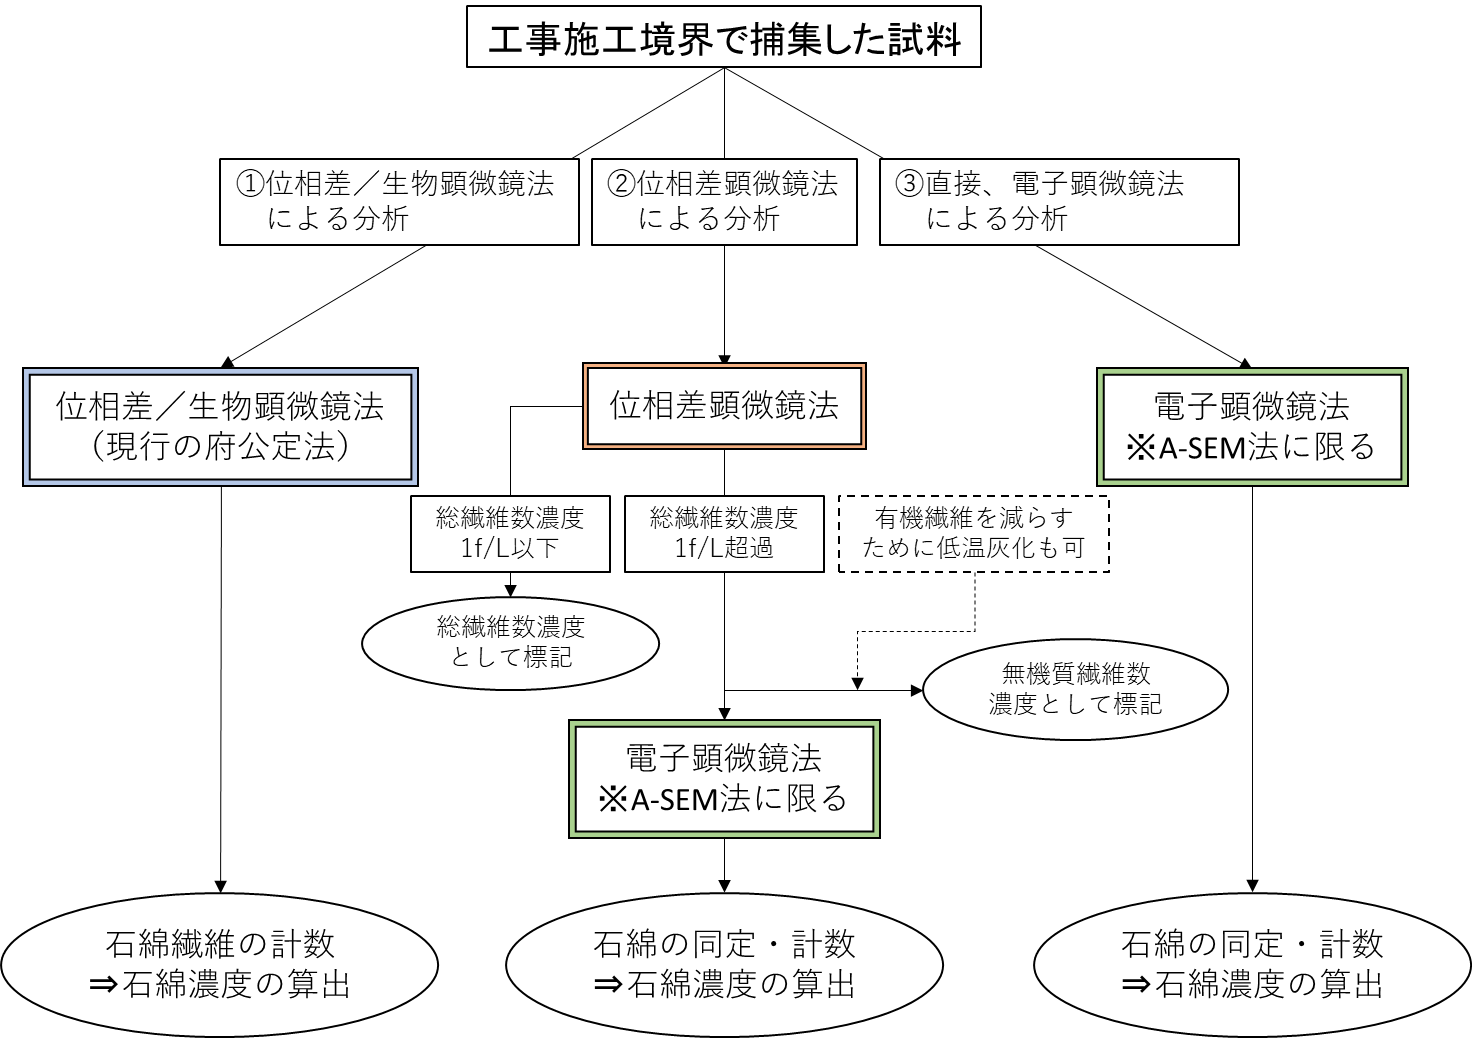 工事施工境界で捕集した試料
①位相差／生物顕微鏡法
による分析
②位相差顕微鏡法
による分析
③直接、電子顕微鏡法
による分析
位相差／生物顕微鏡法
（現行の府公定法）
位相差顕微鏡法
電子顕微鏡法
※A-SEM法に限る
総繊維数濃度
1f/L以下
総繊維数濃度
1f/L超過
有機繊維を減らす
ために低温灰化も可
総繊維数濃度
として標記
無機質繊維数
濃度として標記
電子顕微鏡法
※A-SEM法に限る
石綿繊維の計数
⇒石綿濃度の算出
石綿の同定・計数
⇒石綿濃度の算出
石綿の同定・計数
⇒石綿濃度の算出